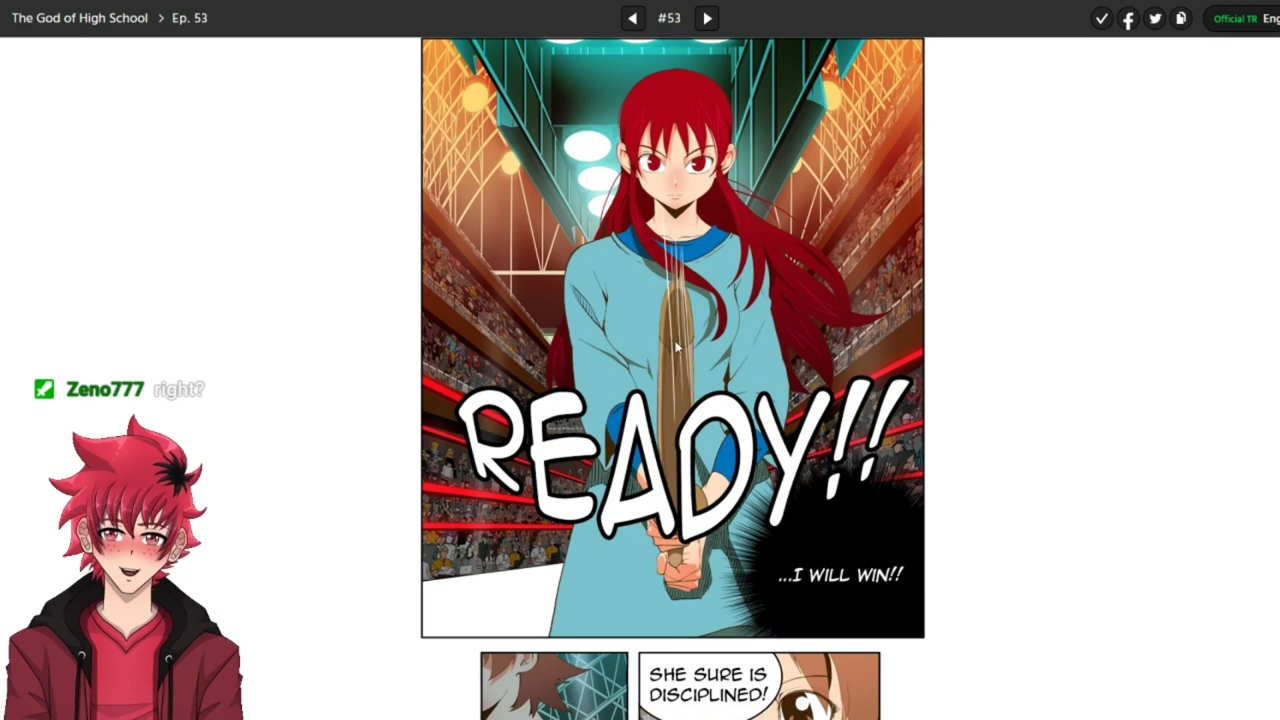 The God of High School > Ep. 53
#53
Official TR
Eng
READY!!
Zeno777 right?
...I WILL WIN!!
SHE SURE IS
DISCIPLINED!